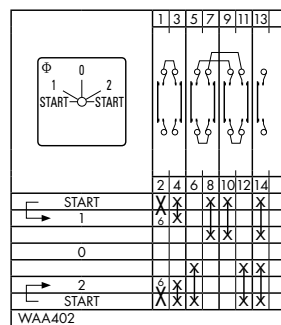 1 3 5 7 9 11 13
Φ 0
1 2
START START
2 4 6 8 10 12 14
START X X X X X
1 6 X
X X X
0
X X X
2 6 X
START X X X X X
WAA402